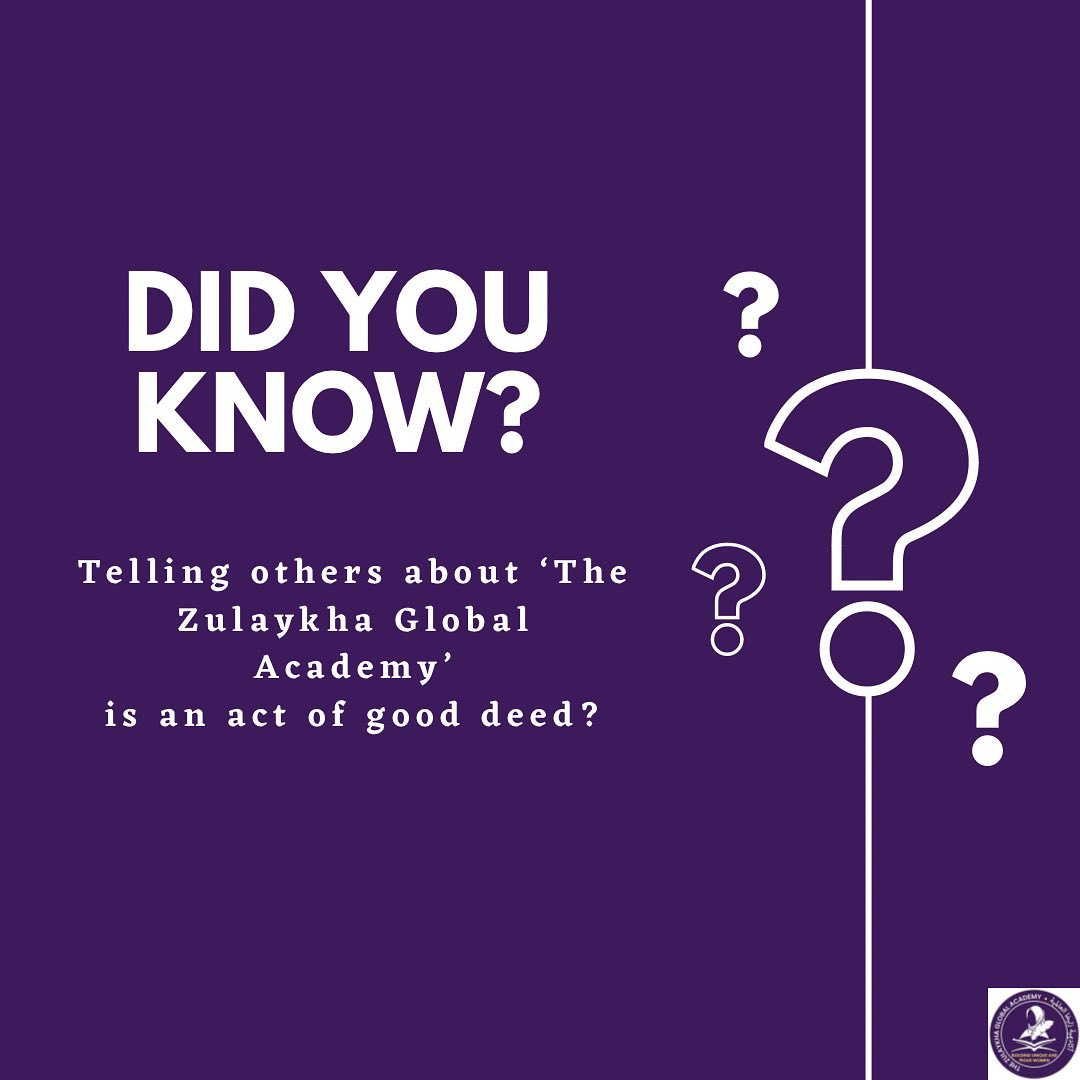 DID YOU
KNOW?
Telling others about ‘The
Zulaykha Global
Academy’
is an act of good deed?
THE ZULAYKHA GLOBAL ACADEMY
BUILDING UNIQUE AND
PIOUS WOMEN